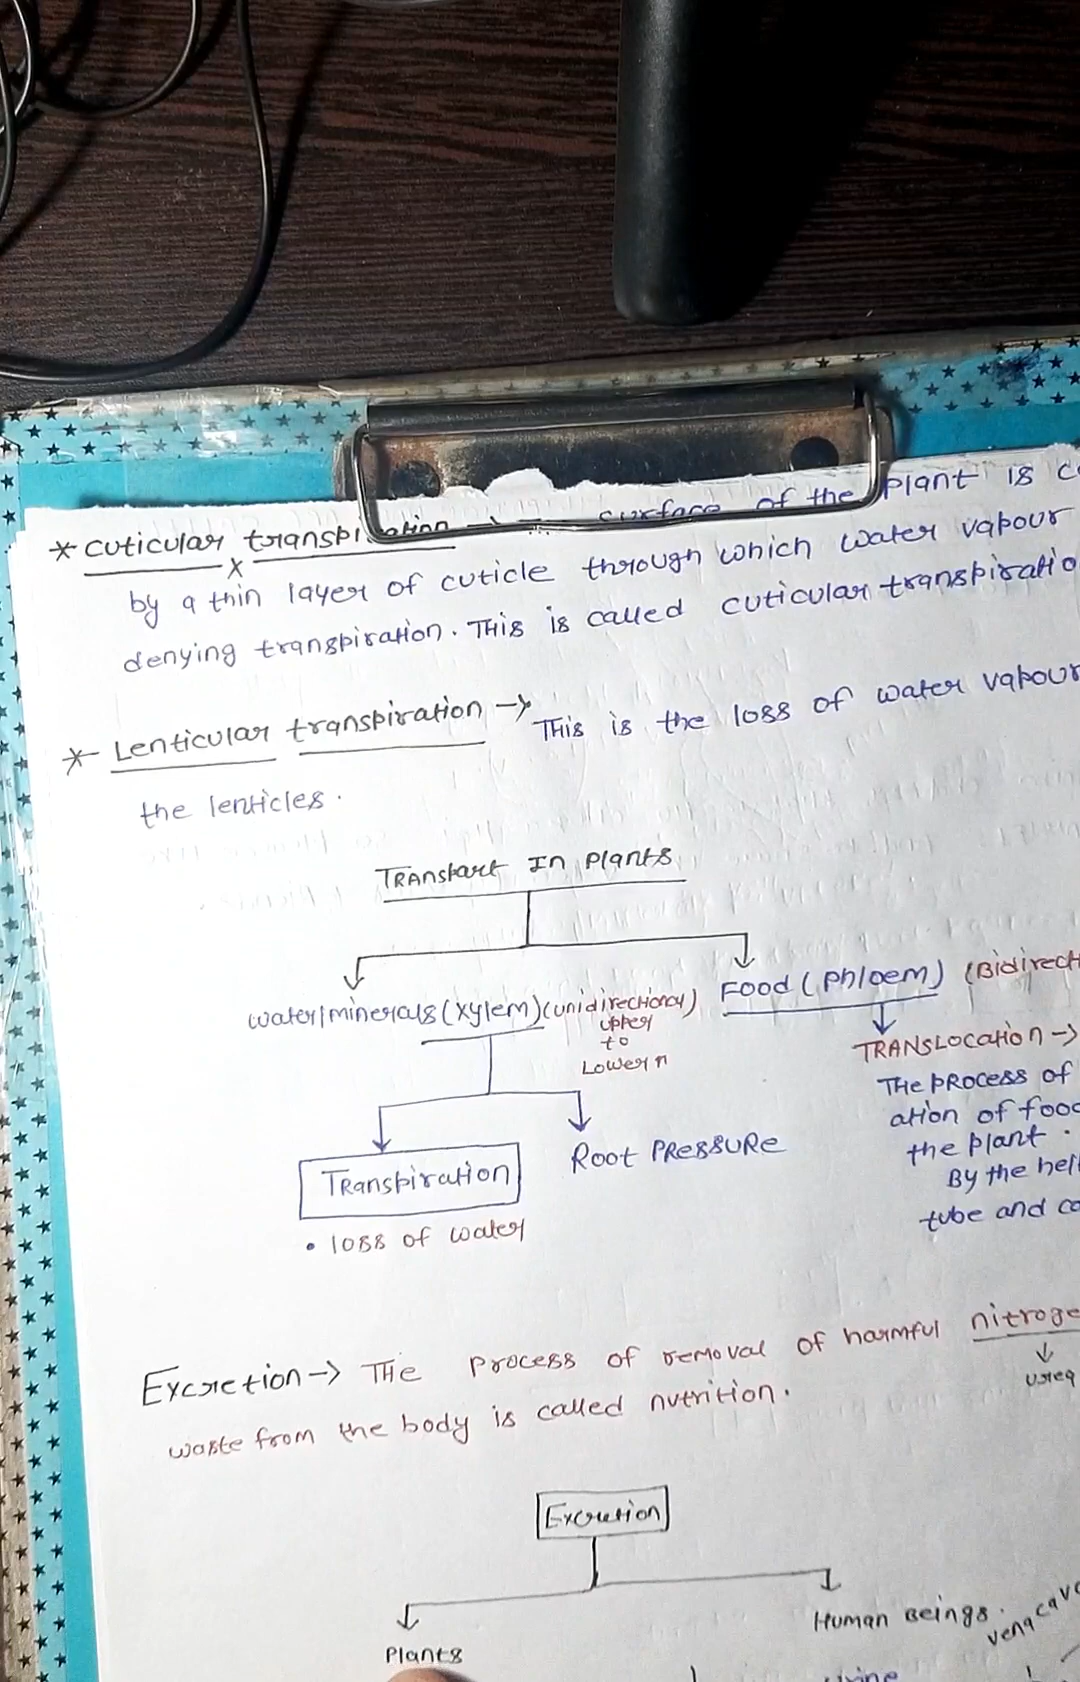 * cuticular transpiration → surface of the plant is
by a thin layer of cuticle through which water vapour
denying transpiration. This is called cuticular transpiratio
* Lenticular transpiration → This is the loss of water vapour
the lenticles.
Transport In Plants
water/minerals (xylem) (unidirectional) Food (Phloem) (Bidirect
upper
to
Lowern
TRANSLOCATION →
The PROCESS of
ation of food
the plant.
By the hel
tube and co
Transpiration
Root PRESSURE
• loss of water
Excretion → The process of removal of harmful nitroge
urea
waste from the body is called nutrition.
Excretion
Plants
Human Beings.
vena cava
urine